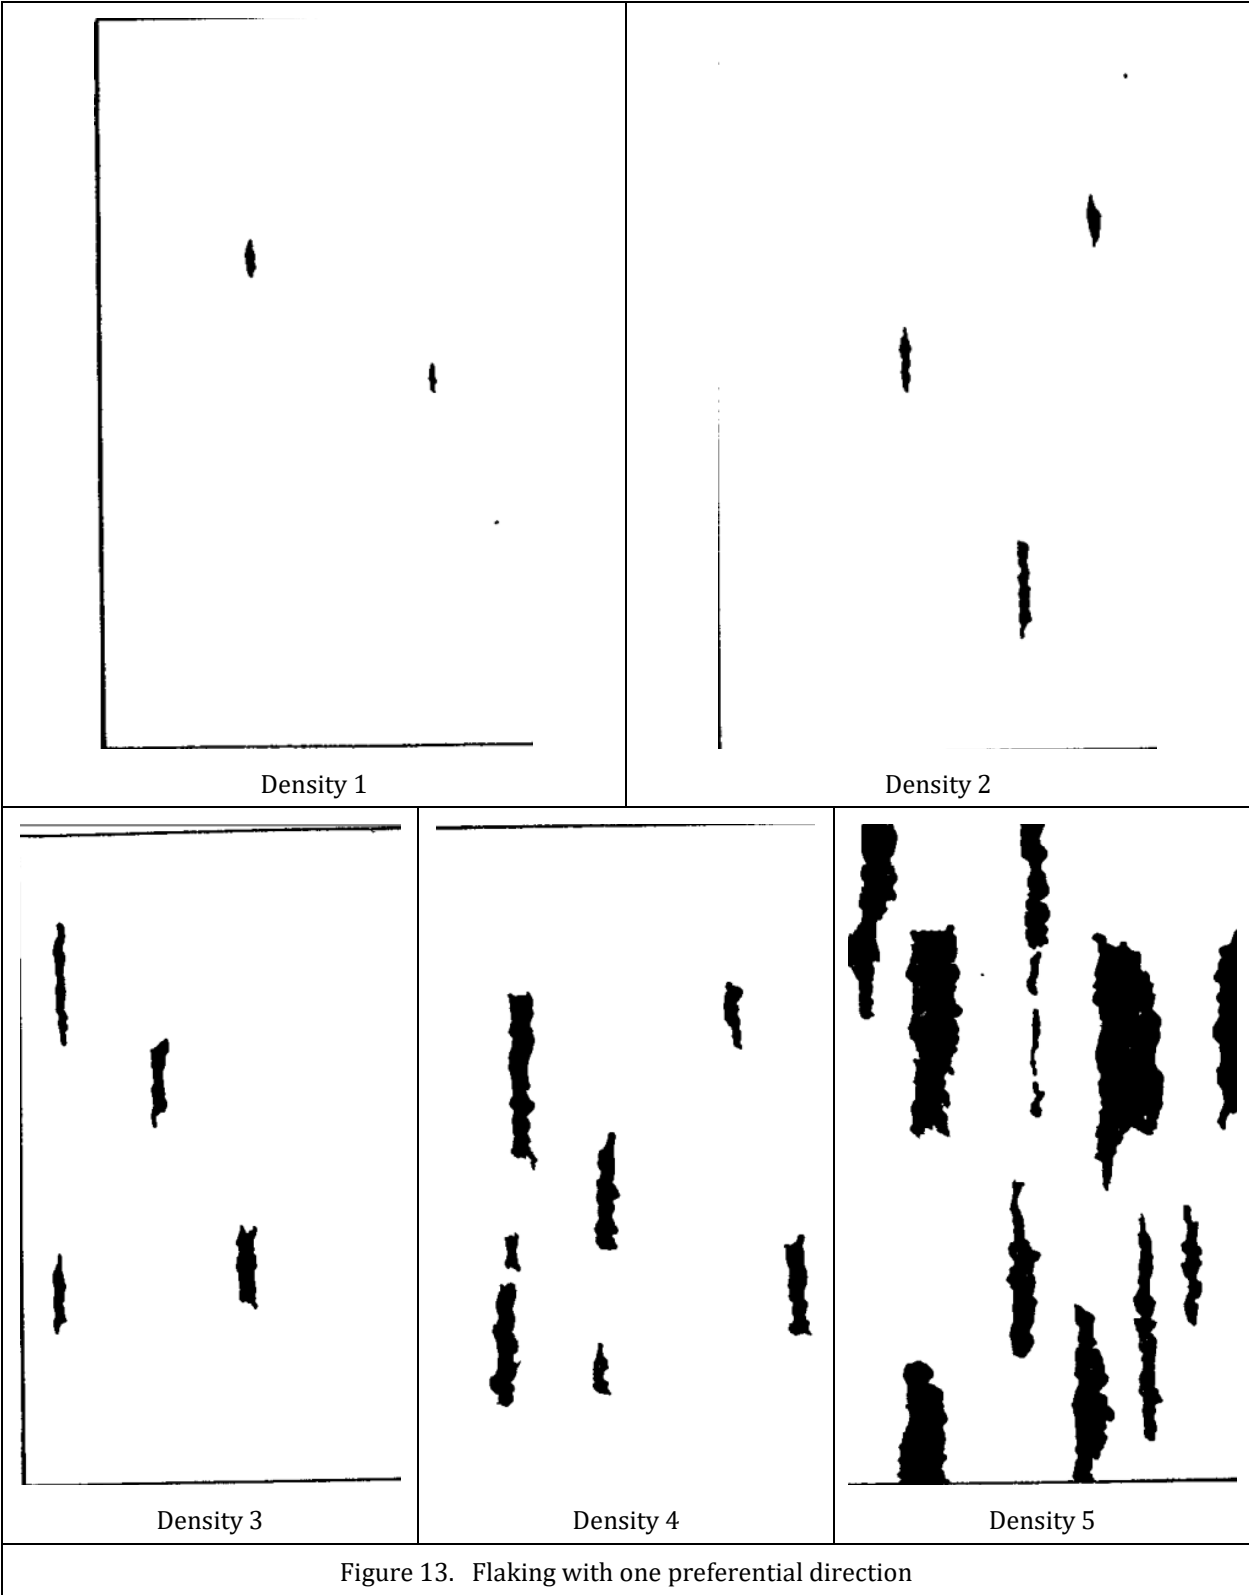 Density 1
Density 2
Density 3
Density 4
Density 5
Figure 13. Flaking with one preferential direction